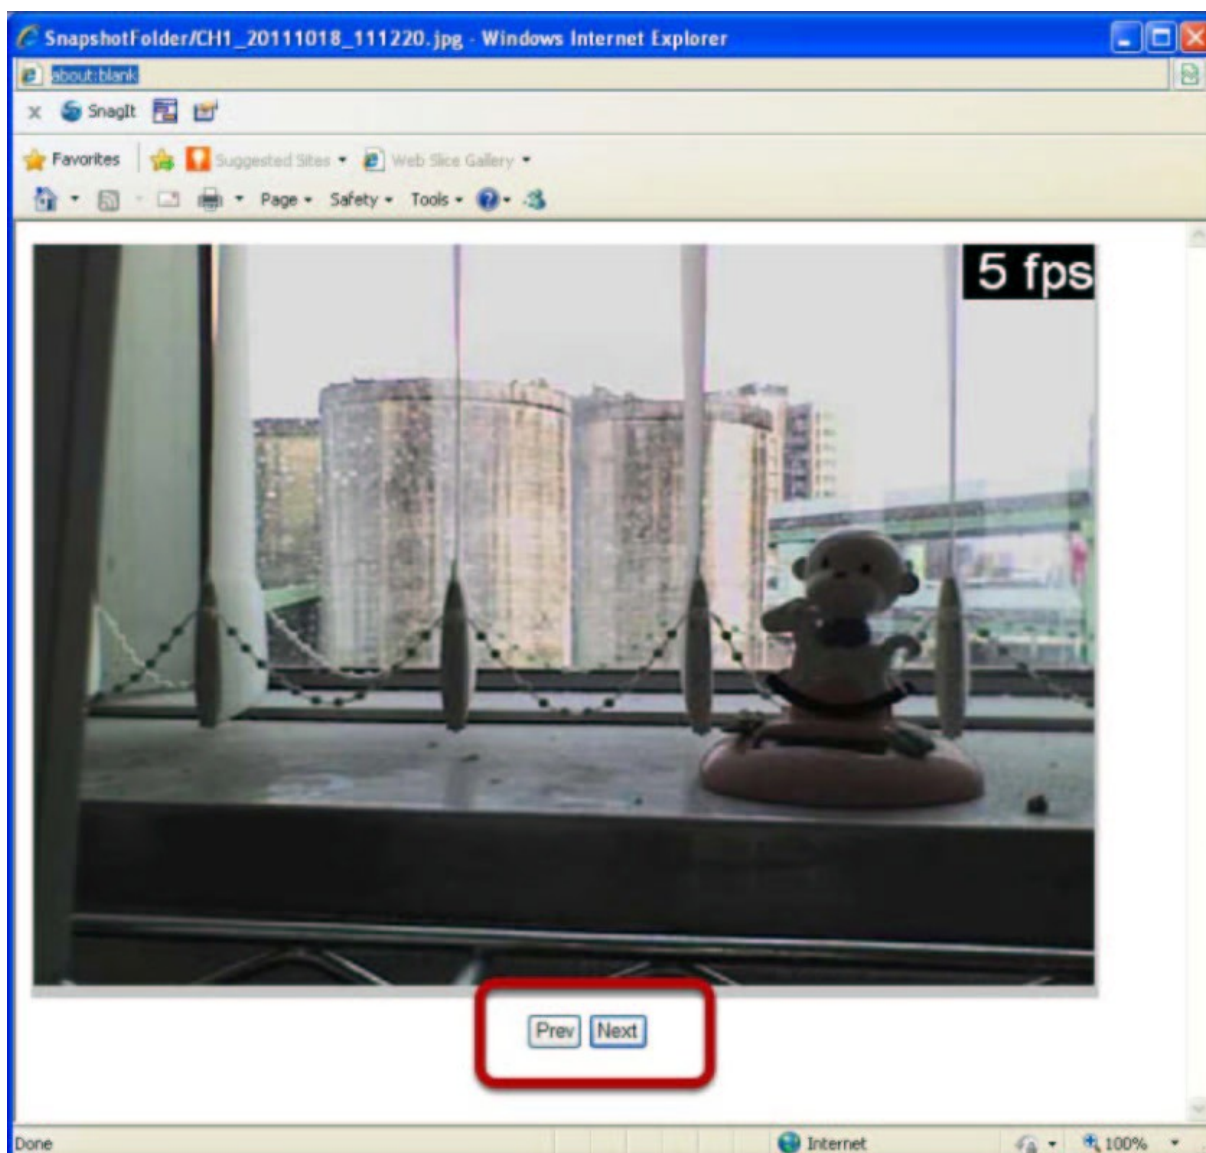 SnapshotFolder/CH1_20111018_111220.jpg - Windows Internet Explorer
about:blank
x SnagIt
Favorites Suggested Sites Web Slice Gallery
Page Safety Tools
5 fps
Prev Next
Done Internet 100%